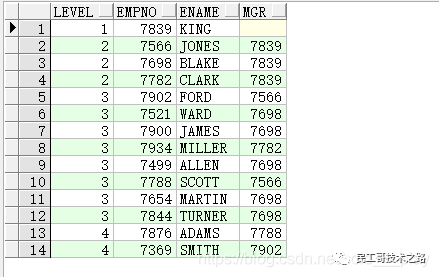 LEVEL EMPNO ENAME MGR
1 1 7839 KING
2 2 7566 JONES 7839
3 2 7698 BLAKE 7839
4 2 7782 CLARK 7839
5 3 7902 FORD 7566
6 3 7521 WARD 7698
7 3 7900 JAMES 7698
8 3 7934 MILLER 7782
9 3 7499 ALLEN 7698
10 3 7788 SCOTT 7566
11 3 7654 MARTIN 7698
12 3 7844 TURNER 7698
13 4 7876 ADAMS 7788
14 4 7369 SMITH 7902
民工哥技术之路
https://blog.csdn.net